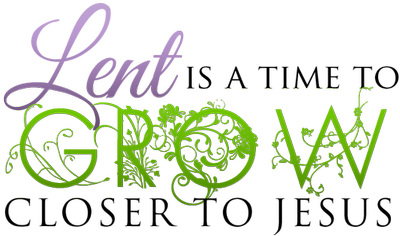 Lent IS A TIME TO
GROW
CLOSER TO JESUS